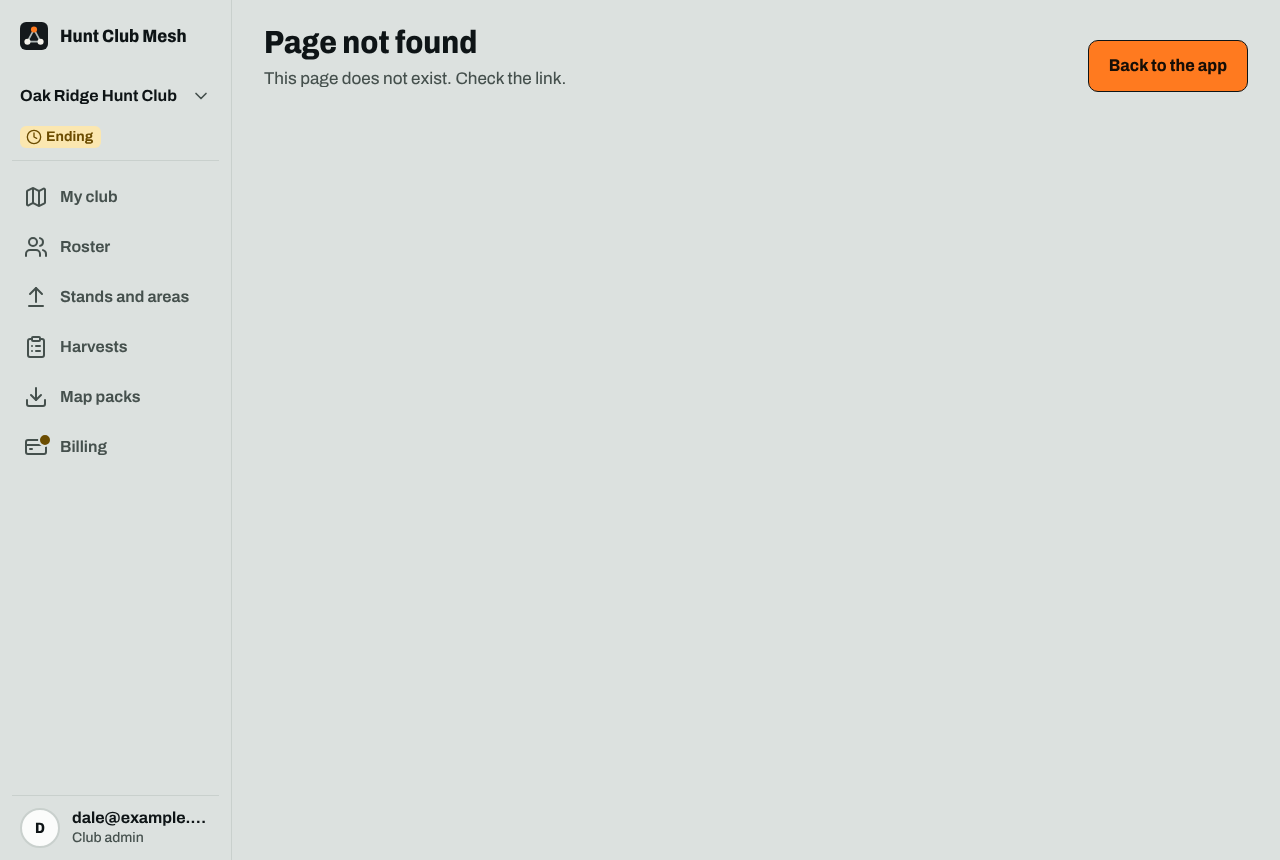 Hunt Club Mesh
Oak Ridge Hunt Club
Ending
My club
Roster
Stands and areas
Harvests
Map packs
Billing
D
dale@example.…
Club admin
Page not found
This page does not exist. Check the link.
Back to the app